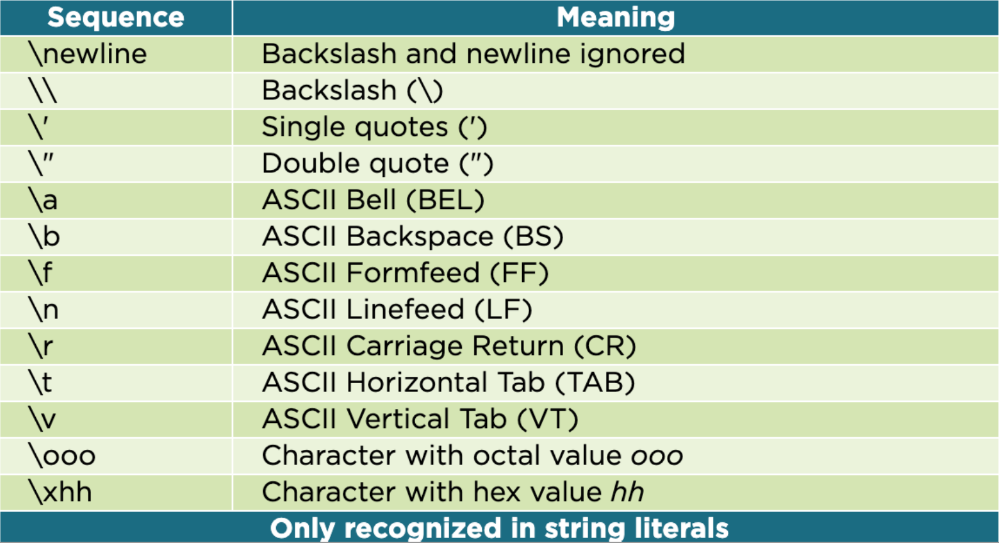 Sequence Meaning
\newline Backslash and newline ignored
\\ Backslash (\)
\' Single quotes (')
\" Double quote (")
\a ASCII Bell (BEL)
\b ASCII Backspace (BS)
\f ASCII Formfeed (FF)
\n ASCII Linefeed (LF)
\r ASCII Carriage Return (CR)
\t ASCII Horizontal Tab (TAB)
\v ASCII Vertical Tab (VT)
\ooo Character with octal value ooo
\xhh Character with hex value hh
Only recognized in string literals